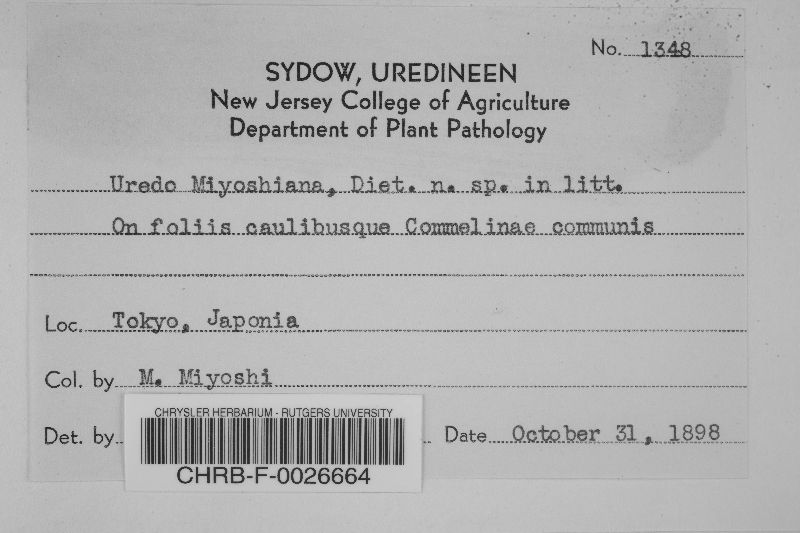 No. 1348
SYDOW, UREDINEEN
New Jersey College of Agriculture
Department of Plant Pathology
Uredo Miyoshiana, Diet. n. sp. in litt.
On foliis caulibusque Commelinae communis
Loc. Tokyo, Japonia
Col. by M. Miyoshi
Det. by
Date October 31, 1898
CHRYSLER HERBARIUM - RUTGERS UNIVERSITY
CHRB-F-0026664